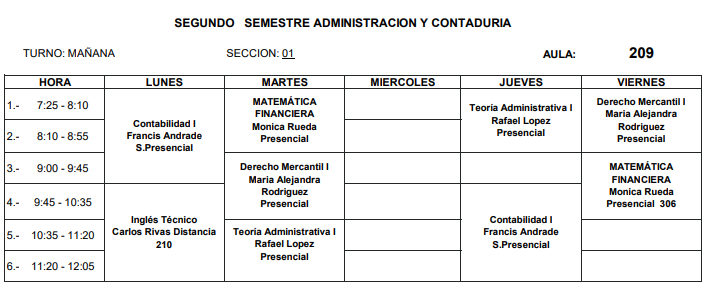 SEGUNDO SEMESTRE ADMINISTRACION Y CONTADURIA
TURNO: MAÑANA SECCION: 01 AULA: 209
HORA LUNES MARTES MIERCOLES JUEVES VIERNES
1.- 7:25 - 8:10
2.- 8:10 - 8:55
3.- 9:00 - 9:45
4.- 9:45 - 10:35
5.- 10:35 - 11:20
6.- 11:20 - 12:05
Contabilidad I
Francis Andrade
S.Presencial
Inglés Técnico
Carlos Rivas Distancia
210
MATEMÁTICA
FINANCIERA
Monica Rueda
Presencial
Derecho Mercantil I
Maria Alejandra
Rodriguez
Presencial
Teoría Administrativa I
Rafael Lopez
Presencial
Teoría Administrativa I
Rafael Lopez
Presencial
Contabilidad I
Francis Andrade
S.Presencial
Derecho Mercantil I
Maria Alejandra
Rodriguez
Presencial
MATEMÁTICA
FINANCIERA
Monica Rueda
Presencial 306